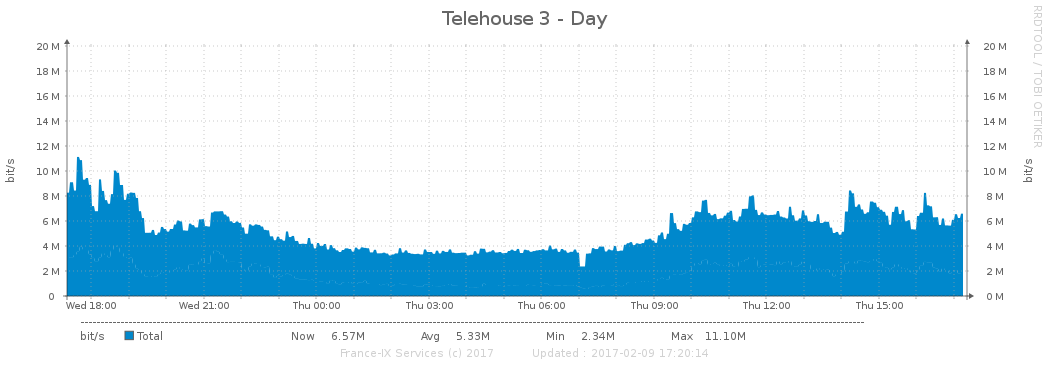 Telehouse 3 - Day
RRDTOOL / TOBI OETIKER
bit/s
20 M 20 M
18 M 18 M
16 M 16 M
14 M 14 M
12 M 12 M
10 M 10 M
8 M 8 M
6 M 6 M
4 M 4 M
2 M 2 M
0 0 M
bit/s
Wed 18:00 Wed 21:00 Thu 00:00 Thu 03:00 Thu 06:00 Thu 09:00 Thu 12:00 Thu 15:00
bit/s Total Now 6.57M Avg 5.33M Min 2.34M Max 11.10M
France-IX Services (c) 2017 Updated : 2017-02-09 17:20:14